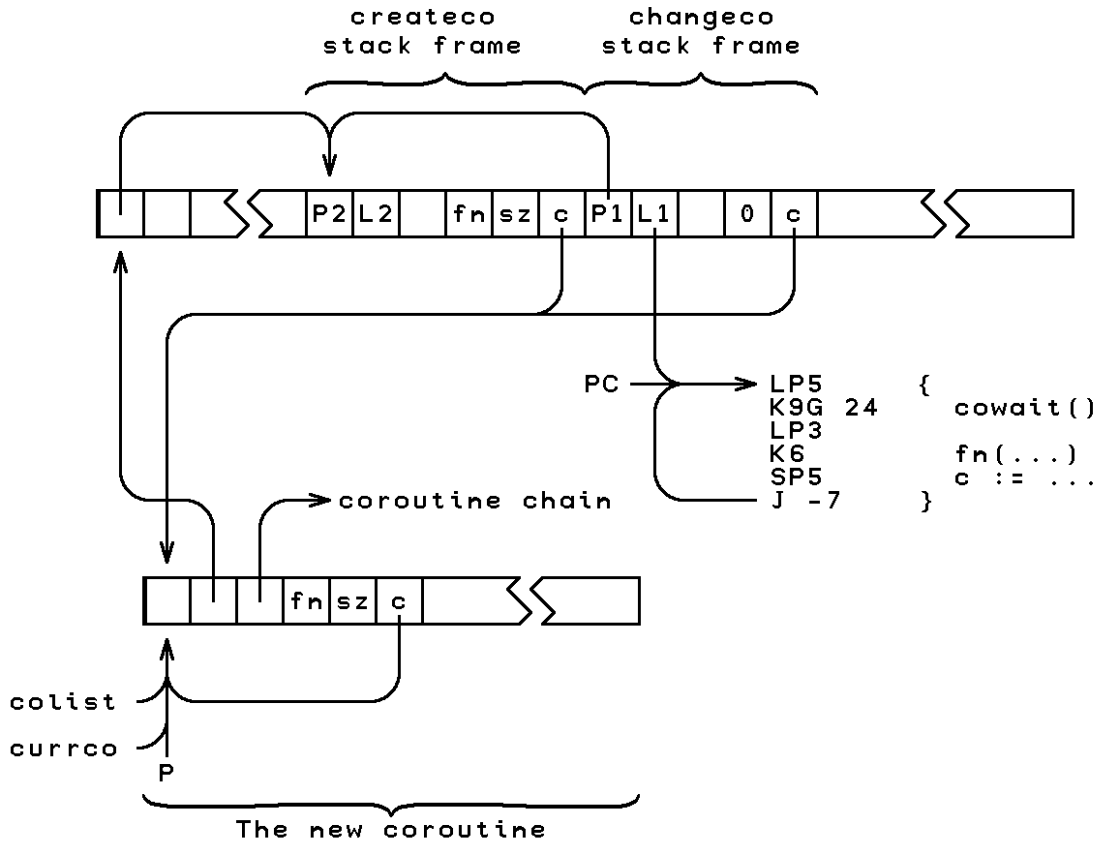 createco changeco
stack frame stack frame
P2 L2 fn sz c P1 L1 0 c
PC LP5 {
K9G 24 cowait()
LP3
K6 fn(...)
SP5 c := ...
coroutine chain J -7 }
fn sz c
colist
currco
P
The new coroutine